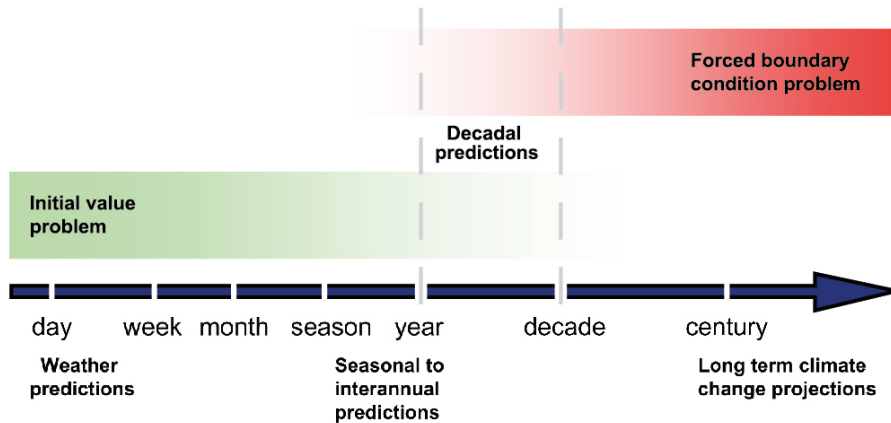 Forced boundary
condition problem
Decadal
predictions
Initial value
problem
day week month season year decade century
Weather
predictions
Seasonal to
interannual
predictions
Long term climate
change projections